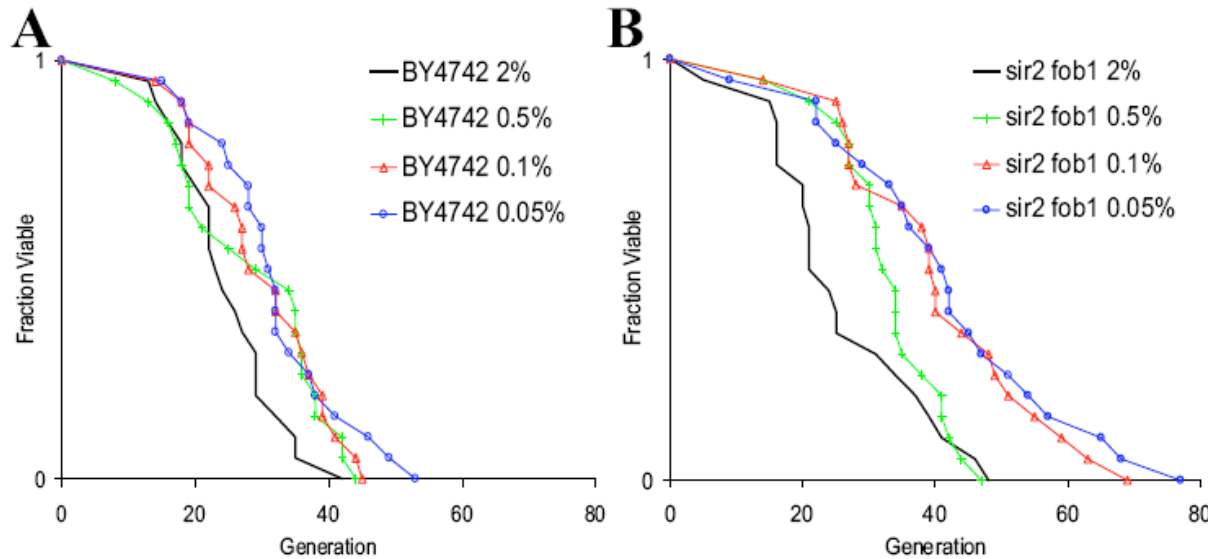 A
1
BY4742 2%
BY4742 0.5%
BY4742 0.1%
BY4742 0.05%
Fraction Viable
0
0 20 40 60 80
Generation
B
1
sir2 fob1 2%
sir2 fob1 0.5%
sir2 fob1 0.1%
sir2 fob1 0.05%
Fraction Viable
0
0 20 40 60 80
Generation